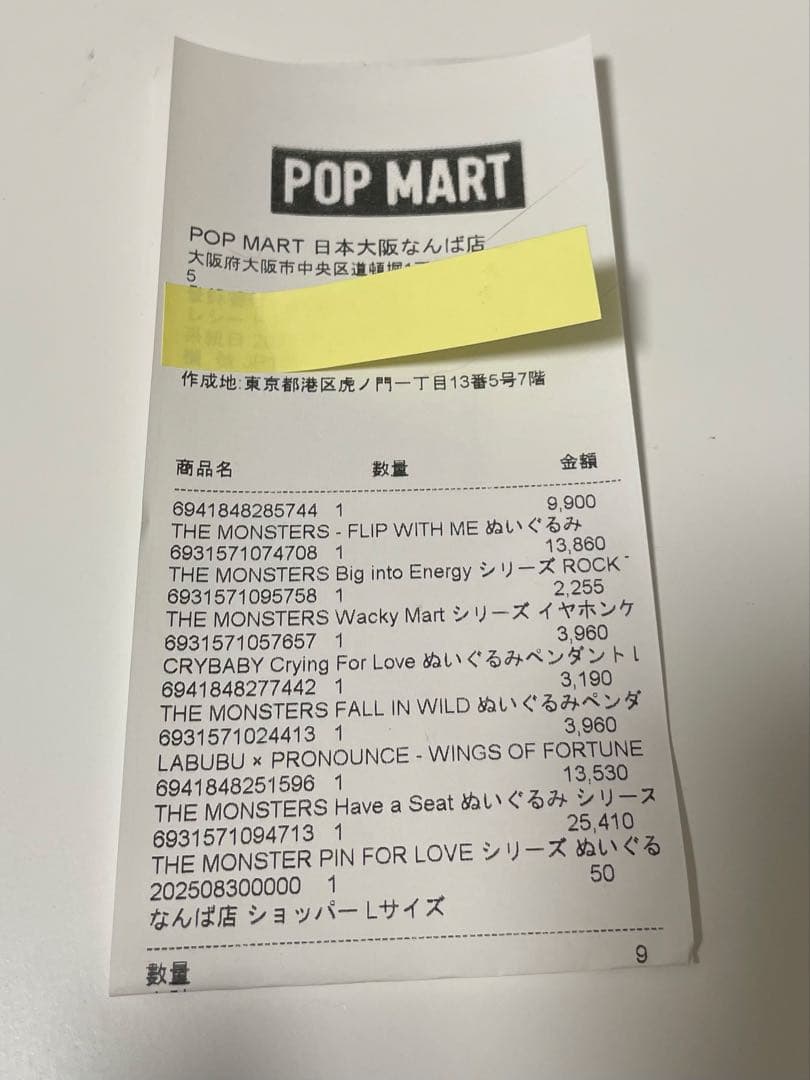 POP MART
POP MART 日本大阪なんば店
大阪府大阪市中央区道頓堀1丁
5
作成地:東京都港区虎ノ門一丁目13番5号7階
商品名 数量 金額
6941848285744 1 9,900
THE MONSTERS - FLIP WITH ME ぬいぐるみ
6931571074708 1 13,860
THE MONSTERS Big into Energy シリーズ ROCK
6931571095758 1 2,255
THE MONSTERS Wacky Mart シリーズ イヤホンケ
6931571057657 1 3,960
CRYBABY Crying For Love ぬいぐるみペンダント
6941848277442 1 3,190
THE MONSTERS FALL IN WILD ぬいぐるみペンダ
6931571024413 1 3,960
LABUBU × PRONOUNCE - WINGS OF FORTUNE
6941848251596 1 13,530
THE MONSTERS Have a Seat ぬいぐるみ シリーズ
6931571094713 1 25,410
THE MONSTER PIN FOR LOVE シリーズ ぬいぐる
202508300000 1 50
なんば店 ショッパー Lサイズ
数量 9